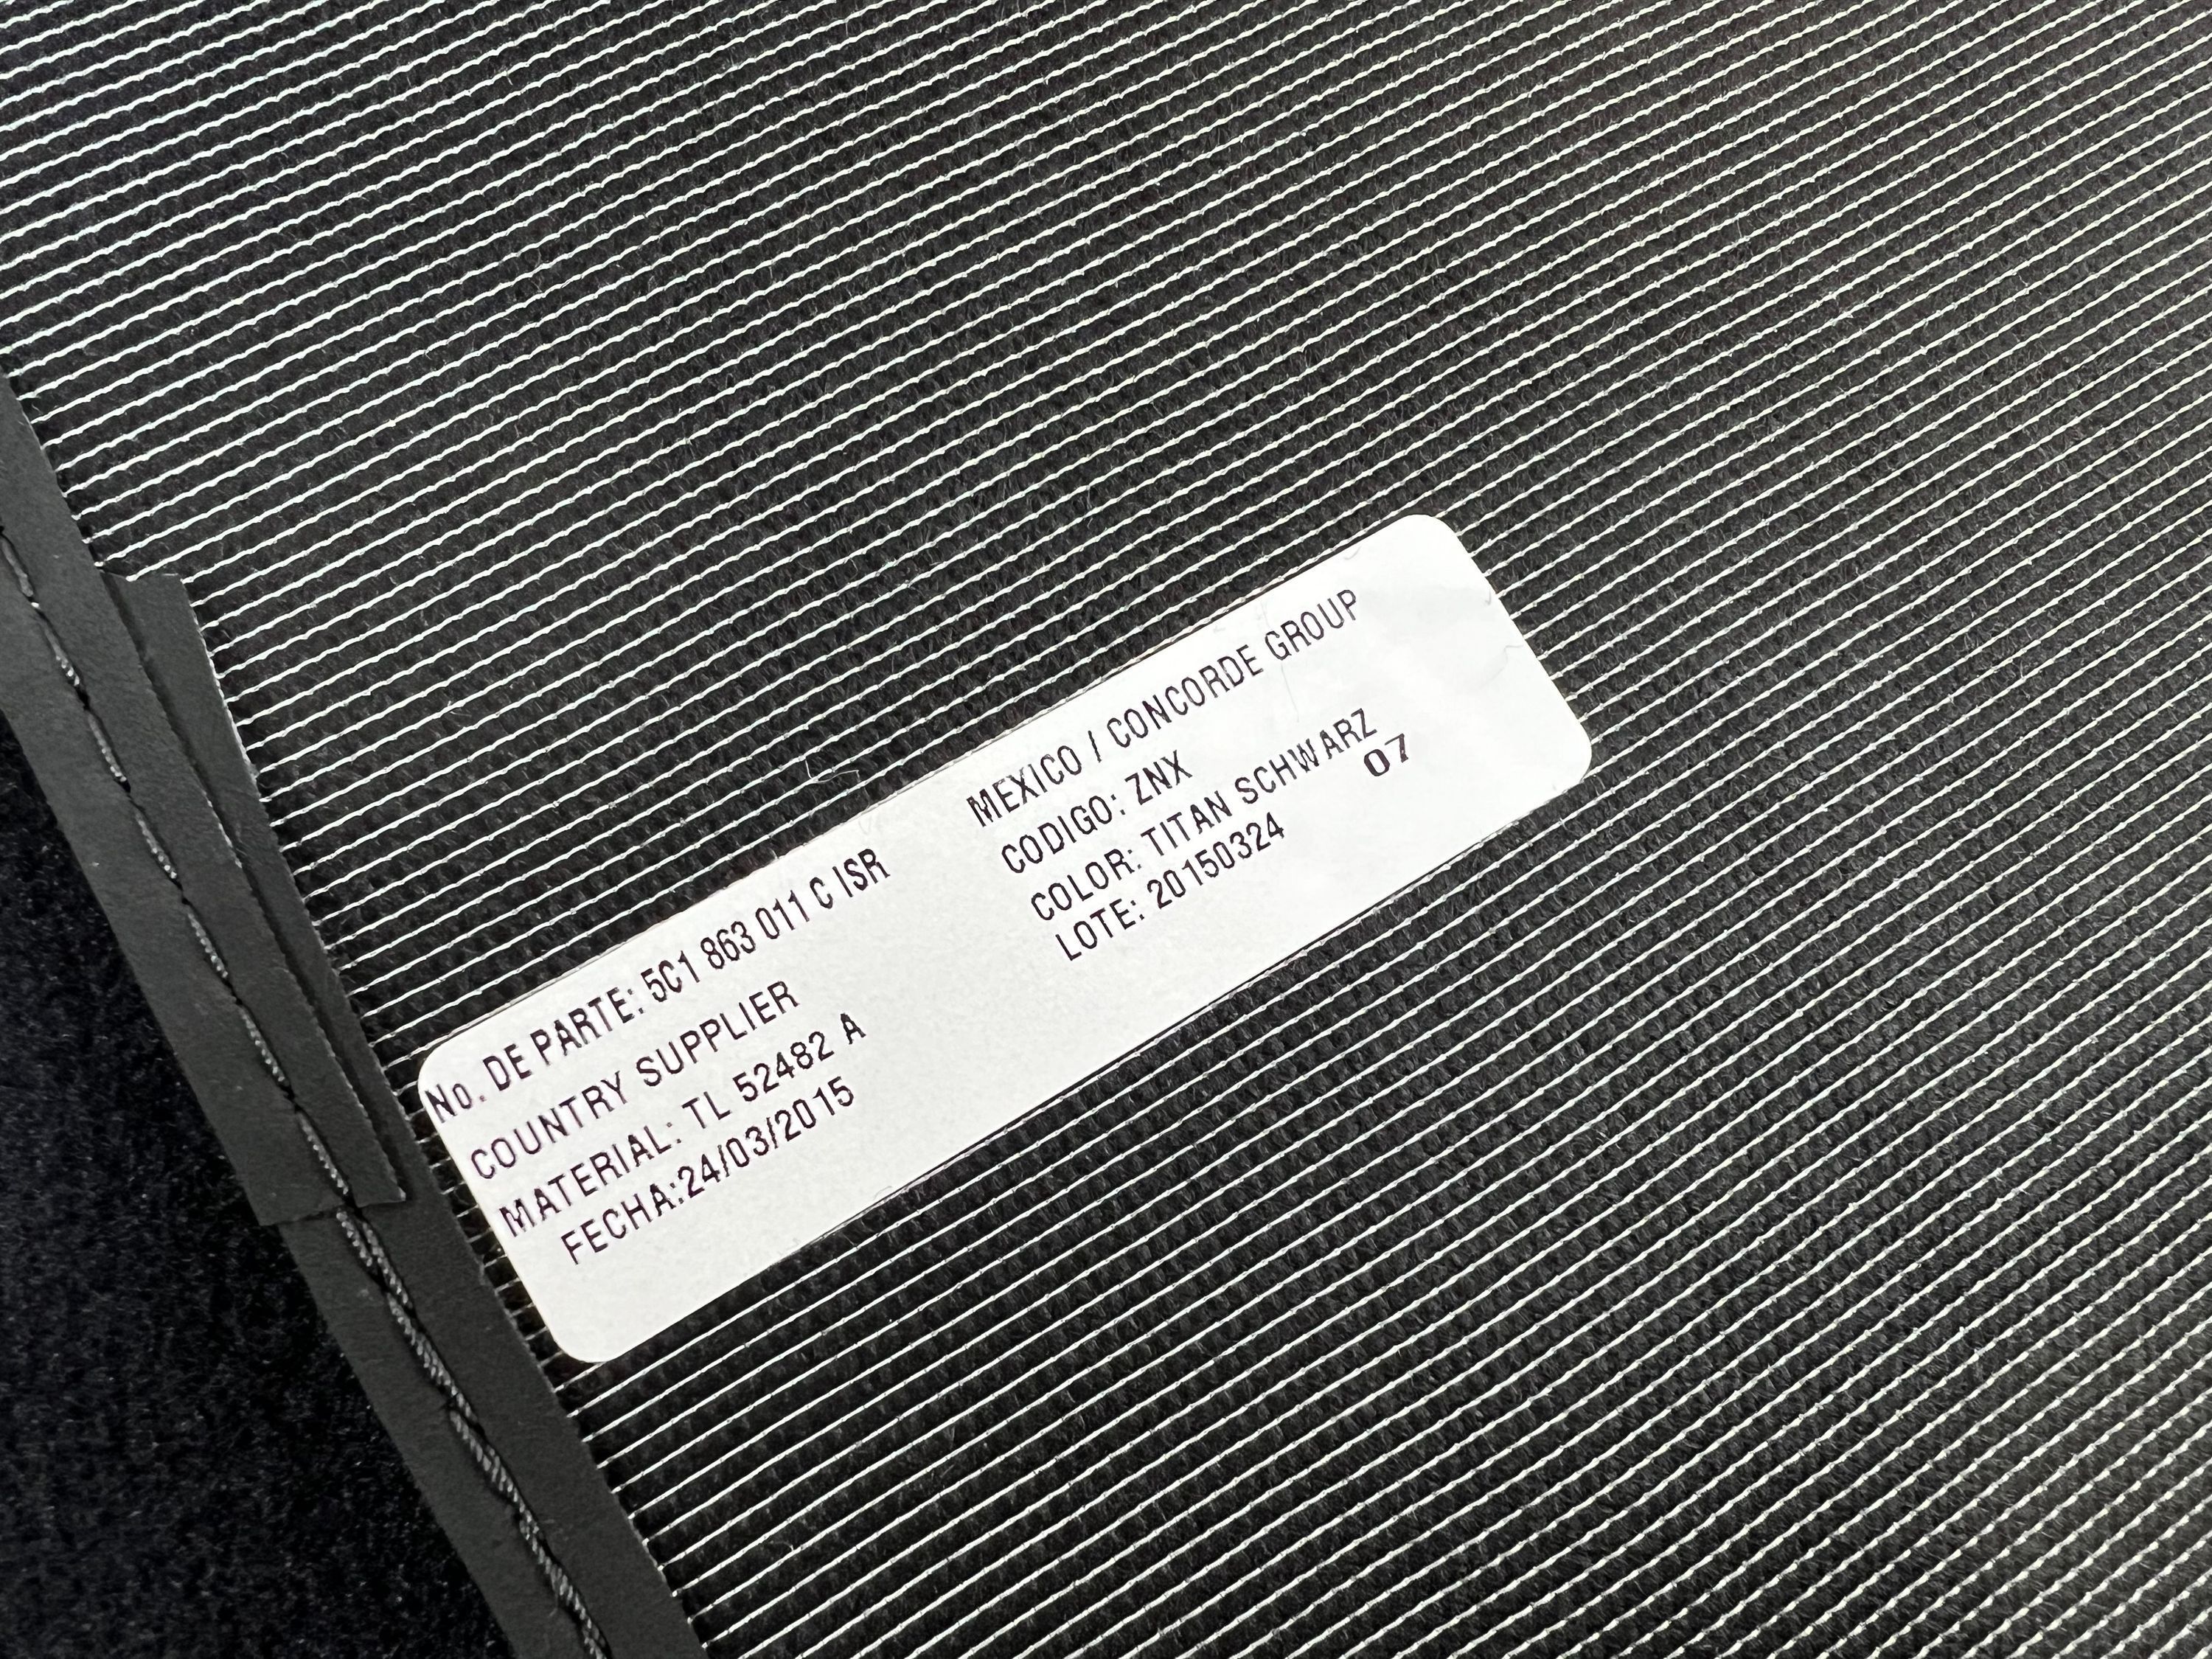 No. DE PARTE: 5C1 863 011 C ISR
COUNTRY SUPPLIER
MATERIAL: TL 52482 A
FECHA:24/03/2015
MEXICO / CONCORDE GROUP
CODIGO: ZNX
COLOR: TITAN SCHWARZ
LOTE: 20150324
07